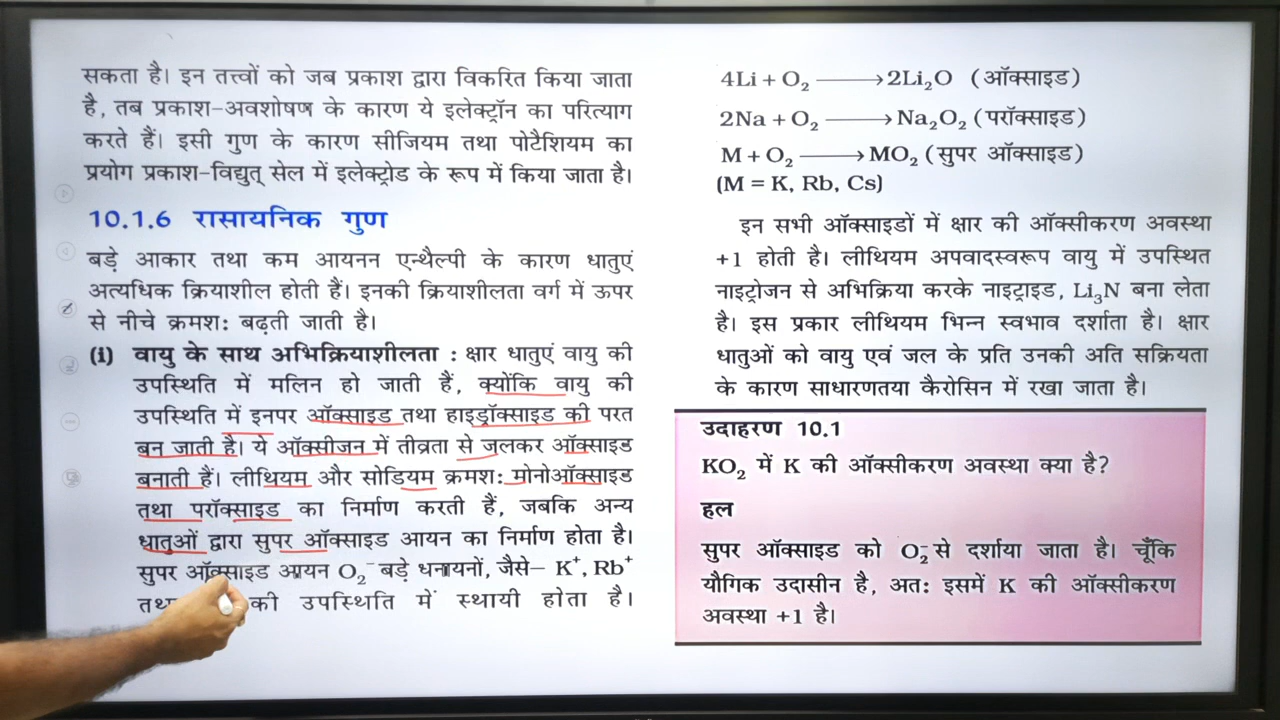 सकता है। इन तत्त्वों को जब प्रकाश द्वारा विकरित किया जाता
है, तब प्रकाश-अवशोषण के कारण ये इलेक्ट्रॉन का परित्याग
करते हैं। इसी गुण के कारण सीजियम तथा पोटैशियम का
प्रयोग प्रकाश-विद्युत् सेल में इलेक्ट्रोड के रूप में किया जाता है।
10.1.6 रासायनिक गुण
बड़े आकार तथा कम आयनन एन्थैल्पी के कारण धातुएं
अत्यधिक क्रियाशील होती हैं। इनकी क्रियाशीलता वर्ग में ऊपर
से नीचे क्रमश: बढ़ती जाती है।
(i) वायु के साथ अभिक्रियाशीलता : क्षार धातुएं वायु की
उपस्थिति में मलिन हो जाती हैं, क्योंकि वायु की
उपस्थिति में इनपर ऑक्साइड तथा हाइड्रॉक्साइड की परत
बन जाती है। ये ऑक्सीजन में तीव्रता से जलकर ऑक्साइड
बनाती हैं। लीथियम और सोडियम क्रमश: मोनोऑक्साइड
तथा परॉक्साइड का निर्माण करती हैं, जबकि अन्य
धातुओं द्वारा सुपर ऑक्साइड आयन का निर्माण होता है।
सुपर ऑक्साइड आयन O₂⁻ बड़े धनायनों, जैसे– K⁺, Rb⁺
की उपस्थिति में स्थायी होता है।
4Li + O₂ ⟶ 2Li₂O (ऑक्साइड)
2Na + O₂ ⟶ Na₂O₂ (परॉक्साइड)
M + O₂ ⟶ MO₂ (सुपर ऑक्साइड)
(M = K, Rb, Cs)
इन सभी ऑक्साइडों में क्षार की ऑक्सीकरण अवस्था
+1 होती है। लीथियम अपवादस्वरूप वायु में उपस्थित
नाइट्रोजन से अभिक्रिया करके नाइट्राइड, Li₃N बना लेता
है। इस प्रकार लीथियम भिन्न स्वभाव दर्शाता है। क्षार
धातुओं को वायु एवं जल के प्रति उनकी अति सक्रियता
के कारण साधारणतया कैरोसिन में रखा जाता है।
उदाहरण 10.1
KO₂ में K की ऑक्सीकरण अवस्था क्या है?
हल
सुपर ऑक्साइड को O₂⁻ से दर्शाया जाता है। चूँकि
यौगिक उदासीन है, अत: इसमें K की ऑक्सीकरण
अवस्था +1 है।